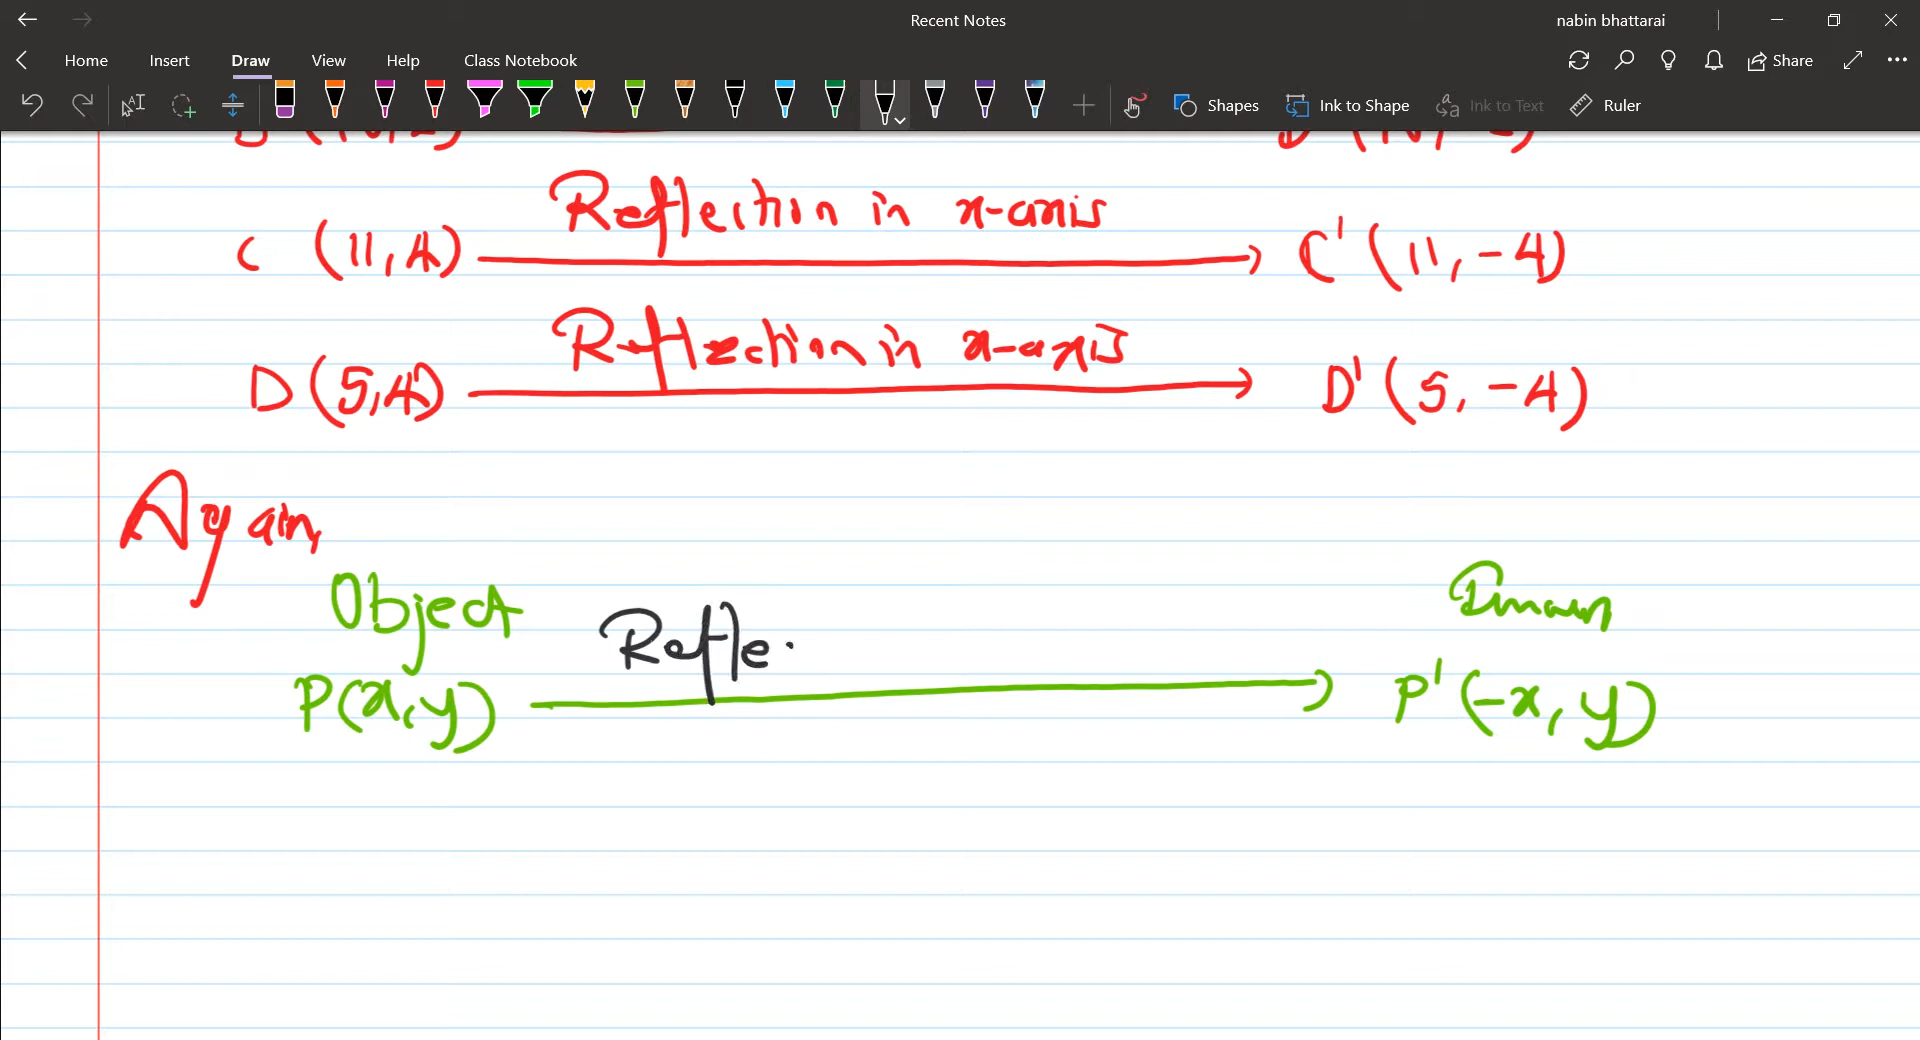 Recent Notes
nabin bhattarai
Home Insert Draw View Help Class Notebook
Share
Shapes Ink to Shape Ink to Text Ruler
Reflection in x-axis
C (11,4) C' (11,-4)
Reflection in x-axis
D (5,4) D' (5,-4)
Again,
Object
Refle
P(x,y) P' (-x, y)